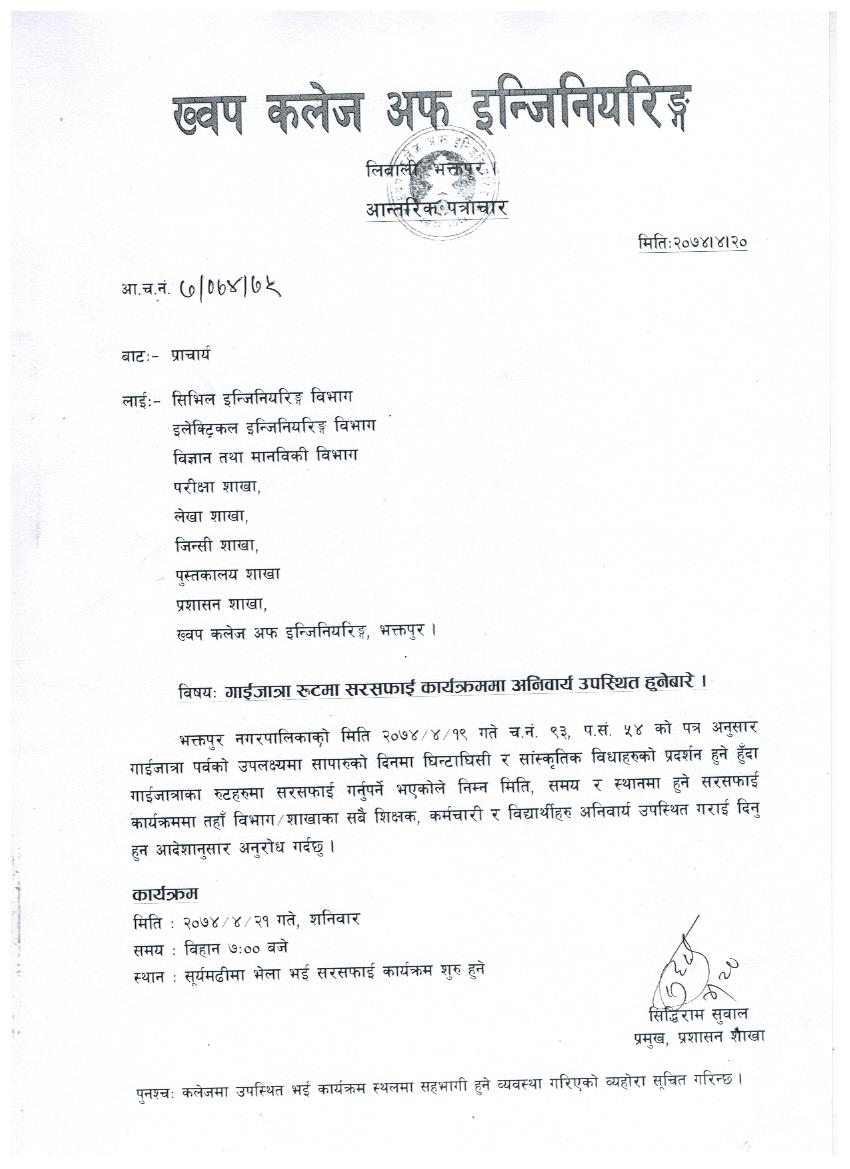 ख्वप कलेज अफ इन्जिनियरिङ्ग
लिवाली, भक्तपुर ।
आन्तरिक पत्राचार
मितिः२०७४।४।२०
आ.च.नं. ७/०७४/७५
बाटः- प्राचार्य
लाईः- सिभिल इन्जिनियरिङ्ग विभाग
इलेक्ट्रिकल इन्जिनियरिङ्ग विभाग
विज्ञान तथा मानविकी विभाग
परीक्षा शाखा,
लेखा शाखा,
जिन्सी शाखा,
पुस्तकालय शाखा
प्रशासन शाखा,
ख्वप कलेज अफ इन्जिनियरिङ्ग, भक्तपुर ।
विषयः गाईजात्रा रूटमा सरसफाई कार्यक्रममा अनिवार्य उपस्थित हुनेबारे ।
भक्तपुर नगरपालिकाको मिति २०७४/४/१९ गते च.नं. ९३, प.सं. ५४ को पत्र अनुसार
गाईजात्रा पर्वको उपलक्ष्यमा सापारुको दिनमा घिन्टाघिसी र सांस्कृतिक विधाहरुको प्रदर्शन हुने हुँदा
गाईजात्राका रुटहरुमा सरसफाई गर्नुपर्ने भएकोले निम्न मिति, समय र स्थानमा हुने सरसफाई
कार्यक्रममा तहाँ विभाग/शाखाका सबै शिक्षक, कर्मचारी र विद्यार्थीहरु अनिवार्य उपस्थित गराई दिनु
हुन आदेशानुसार अनुरोध गर्दछु ।
कार्यक्रम
मिति : २०७४/४/२१ गते, शनिवार
समय : विहान ७:०० बजे
स्थान : सूर्यमढीमा भेला भई सरसफाई कार्यक्रम शुरु हुने
सिद्धिराम सुवाल
प्रमुख, प्रशासन शाखा
पुनश्चः कलेजमा उपस्थित भई कार्यक्रम स्थलमा सहभागी हुने व्यवस्था गरिएको व्यहोरा सूचित गरिन्छ ।